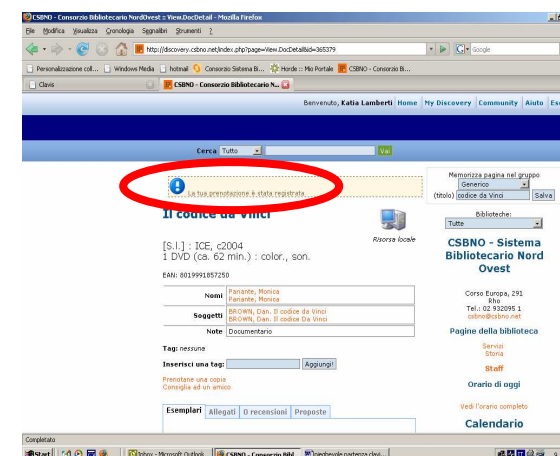 CSBNO - Consorzio Bibliotecario NordOvest :: View.DocDetail - Mozilla Firefox
File Modifica Visualizza Cronologia Segnalibri Strumenti ?
http://discovery.csbno.net/index.php?page=View.DocDetail&id=365379
Google
Personalizzazione coll... Windows Media hotmail Consorzio Sistema Bi... Horde :: Mio Portale CSBNO - Consorzio Bi...
Clavis CSBNO - Consorzio Bibliotecario N...
Benvenuto, Katia Lamberti Home My Discovery Community Aiuto
Cerca Tutto Vai
La tua prenotazione è stata registrata
Memorizza pagina nel gruppo
Generico
(titolo) codice da Vinci Salva
Il codice da Vinci
Risorsa locale
Biblioteche:
Tutte
[S.l.] : ICE, c2004
1 DVD (ca. 62 min.) : color., son.
EAN: 8019991857250
CSBNO - Sistema
Bibliotecario Nord
Ovest
Nomi Pariante, Monica
Pariante, Monica
Soggetti BROWN, Dan. Il codice da Vinci
BROWN, Dan. Il codice Da Vinci
Note Documentario
Corso Europa, 291
Rho
Tel.: 02 932095 1
csbno@csbno.net
Pagine della biblioteca
Servizi
Storia
Staff
Orario di oggi
Vedi l'orario completo
Calendario
Tag: nessuna
Inserisci una tag: Aggiungi!
Prenotane una copia
Consiglia ad un amico
Esemplari Allegati 0 recensioni Proposte
Completato
Start Inbox - Microsoft Outlook CSBNO - Consorzio Bibl... pieghevole partenza clavi...